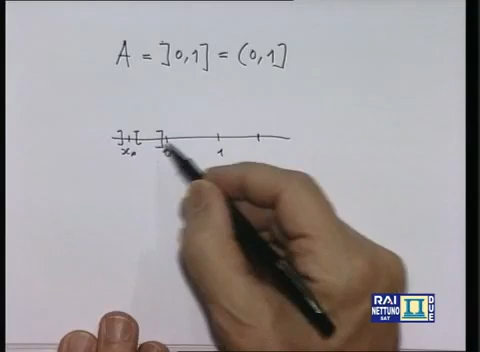 A = ]0,1] = (0,1]
] [ ]
x₀ 1
RAI
NETTUNO
SAT
DUE